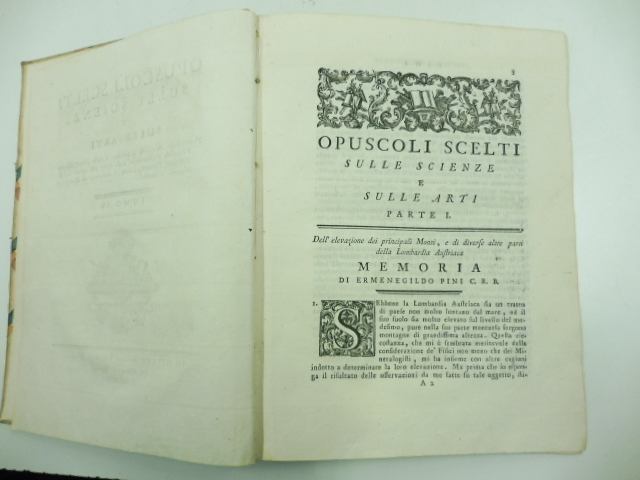 3
OPUSCOLI SCELTI
SULLE SCIENZE
E
SULLE ARTI
PARTE I.
Dell' elevazione dei principali Monti, e di diverse altre parti
della Lombardia Austriaca
MEMORIA
DI ERMENEGILDO PINI C. R. B.
1. SEbbene la Lombardia Austriaca sia un tratto
di paese non molto lontano dal mare, nè il
suo suolo sia molto elevato sul livello del me-
desimo, pure nella sua parte montuosa sorgono
montagne di grandissima altezza. Questa cir-
costanza, che mi è sembrata meritevole della
considerazione de' Fisici non meno che dei Mi-
neralogisti, mi ha insieme con altre cagioni
indotto a determinare la loro elevazione. Ma prima che io espon-
ga il risultato delle osservazioni da me fatte su tale oggetto, sti-
A 2